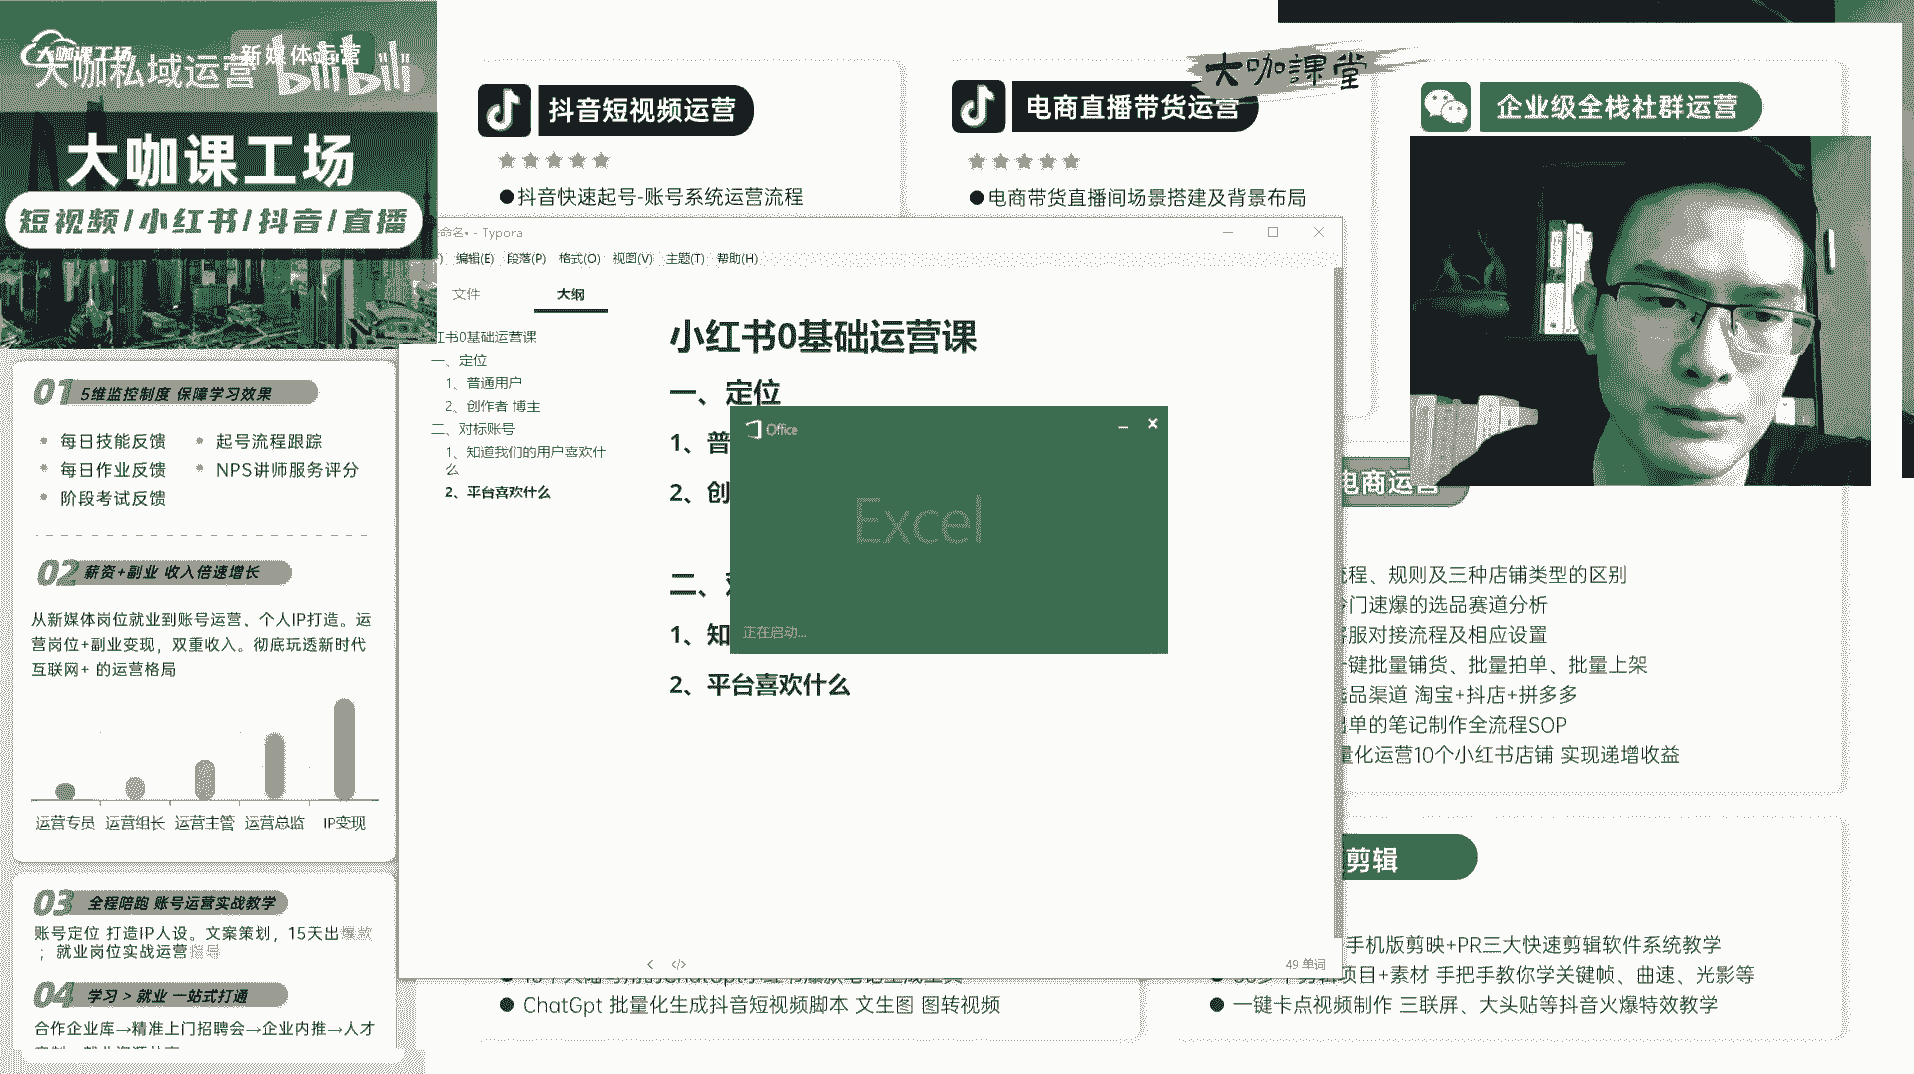 大咖课工场
新媒体运营
大咖私域运营
bilibili
大咖课工场
短视频/小红书/抖音/直播
01 5维监控制度 保障学习效果
每日技能反馈
起号流程跟踪
每日作业反馈
NPS讲师服务评分
阶段考试反馈
02 薪资+副业 收入倍速增长
从新媒体岗位就业到账号运营、个人IP打造。运
营岗位+副业变现，双重收入。彻底玩透新时代
互联网+ 的运营格局
运营专员 运营组长 运营主管 运营总监 IP变现
03 全程陪跑 账号运营实战教学
账号定位 打造IP人设。文案策划，15天出爆款
；就业岗位实战运营指导
04 学习 > 就业 一站式打通
合作企业库→精准上门招聘会→企业内推→人才
抖音短视频运营
●抖音快速起号-账号系统运营流程
电商直播带货运营
●电商带货直播间场景搭建及背景布局
大咖課堂
企业级全栈社群运营
命名• - Typora
编辑(E) 段落(P) 格式(O) 视图(V) 主题(T) 帮助(H)
文件 大纲
红书0基础运营课
一、定位
1、普通用户
2、创作者 博主
二、对标账号
1、知道我们的用户喜欢什
么
2、平台喜欢什么
小红书0基础运营课
一、定位
1、普
2、创
二、
1、知
2、平台喜欢什么
Office
Excel
正在启动...
49 单词
电商运营
流程、规则及三种店铺类型的区别
门速爆的选品赛道分析
客服对接流程及相应设置
一键批量铺货、批量拍单、批量上架
选品渠道 淘宝+抖店+拼多多
出单的笔记制作全流程SOP
量化运营10个小红书店铺 实现递增收益
剪辑
手机版剪映+PR三大快速剪辑软件系统教学
项目+素材 手把手教你学关键帧、曲速、光影等
● 一键卡点视频制作 三联屏、大头贴等抖音火爆特效教学
● ChatGpt 批量化生成抖音短视频脚本 文生图 图转视频